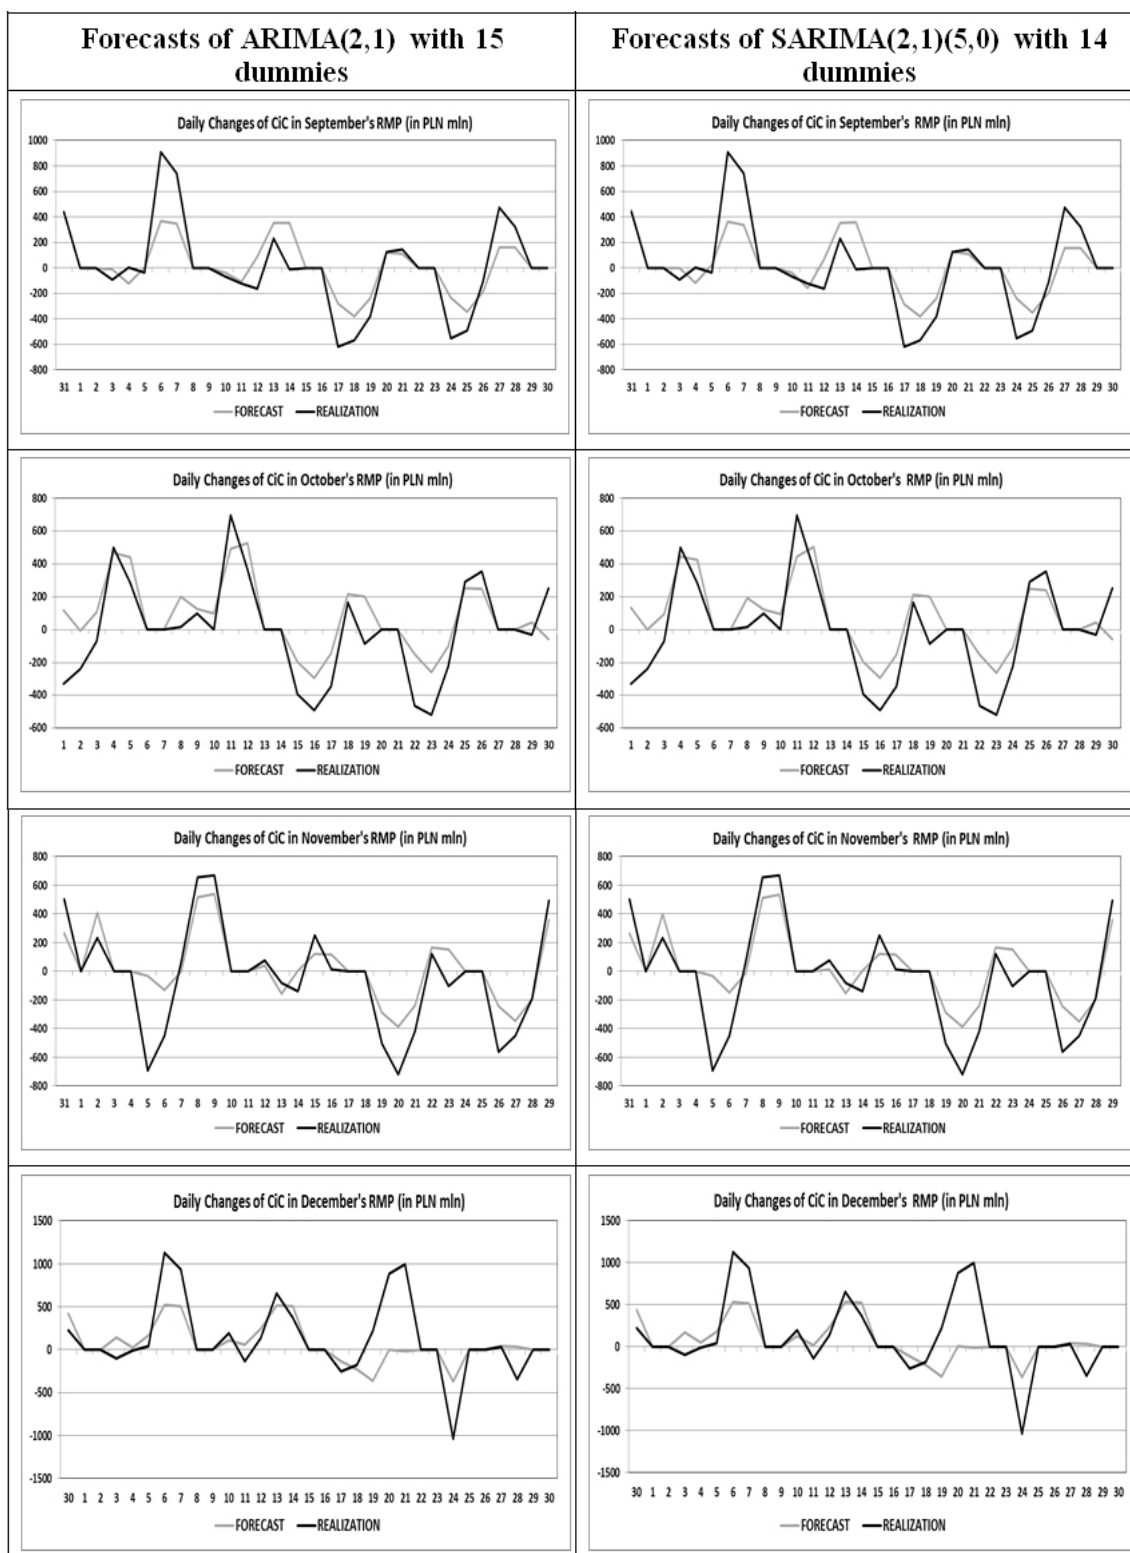 Forecasts of ARIMA(2,1) with 15
dummies
Forecasts of SARIMA(2,1)(5,0) with 14
dummies
Daily Changes of CiC in September's RMP (in PLN mln)
1000
800
600
400
200
0
-200
-400
-600
-800
31 1 2 3 4 5 6 7 8 9 10 11 12 13 14 15 16 17 18 19 20 21 22 23 24 25 26 27 28 29 30
FORECAST REALIZATION
Daily Changes of CiC in September's RMP (in PLN mln)
1000
800
600
400
200
0
-200
-400
-600
-800
31 1 2 3 4 5 6 7 8 9 10 11 12 13 14 15 16 17 18 19 20 21 22 23 24 25 26 27 28 29 30
FORECAST REALIZATION
Daily Changes of CiC in October's RMP (in PLN mln)
800
600
400
200
0
-200
-400
-600
1 2 3 4 5 6 7 8 9 10 11 12 13 14 15 16 17 18 19 20 21 22 23 24 25 26 27 28 29 30
FORECAST REALIZATION
Daily Changes of CiC in October's RMP (in PLN mln)
800
600
400
200
0
-200
-400
-600
1 2 3 4 5 6 7 8 9 10 11 12 13 14 15 16 17 18 19 20 21 22 23 24 25 26 27 28 29 30
FORECAST REALIZATION
Daily Changes of CiC in November's RMP (in PLN mln)
800
600
400
200
0
-200
-400
-600
-800
31 1 2 3 4 5 6 7 8 9 10 11 12 13 14 15 16 17 18 19 20 21 22 23 24 25 26 27 28 29
FORECAST REALIZATION
Daily Changes of CiC in November's RMP (in PLN mln)
800
600
400
200
0
-200
-400
-600
-800
31 1 2 3 4 5 6 7 8 9 10 11 12 13 14 15 16 17 18 19 20 21 22 23 24 25 26 27 28 29
FORECAST REALIZATION
Daily Changes of CiC in December's RMP (in PLN mln)
1500
1000
500
0
-500
-1000
-1500
30 1 2 3 4 5 6 7 8 9 10 11 12 13 14 15 16 17 18 19 20 21 22 23 24 25 26 27 28 29 30
FORECAST REALIZATION
Daily Changes of CiC in December's RMP (in PLN mln)
1500
1000
500
0
-500
-1000
-1500
30 1 2 3 4 5 6 7 8 9 10 11 12 13 14 15 16 17 18 19 20 21 22 23 24 25 26 27 28 29 30
FORECAST REALIZATION